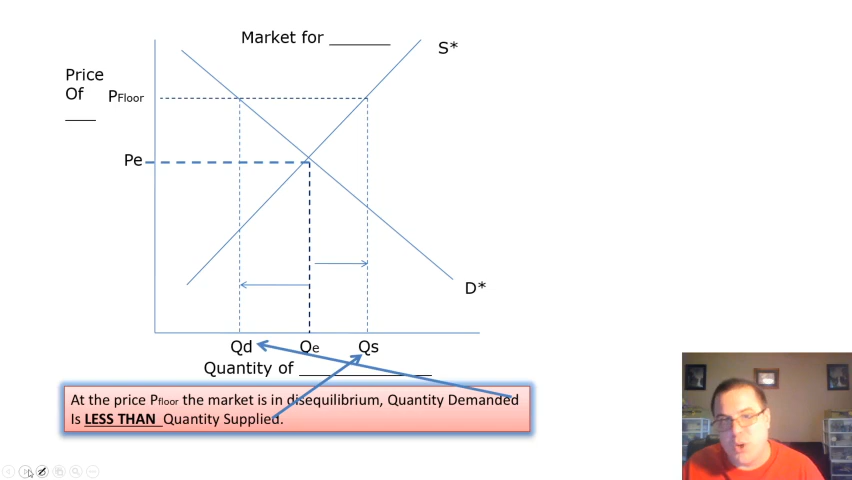 Market for _______
S*
Price
Of
____
PFloor
Pe
D*
Qd
Qe
Qs
Quantity of _______________
At the price Pfloor the market is in disequilibrium, Quantity Demanded
Is LESS THAN Quantity Supplied.